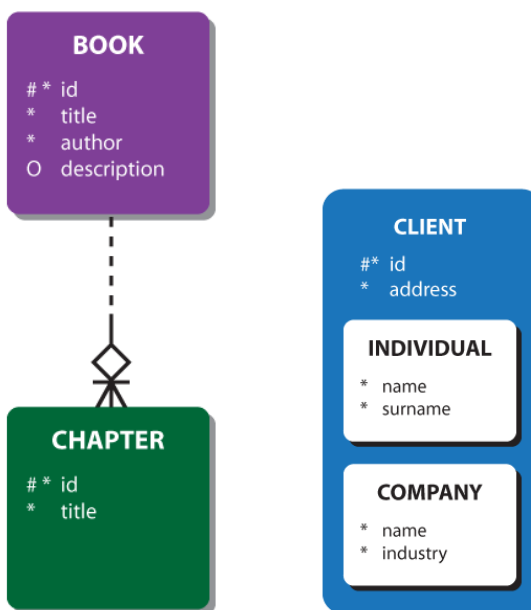 BOOK
# * id
* title
* author
O description
CHAPTER
# * id
* title
CLIENT
#* id
* address
INDIVIDUAL
* name
* surname
COMPANY
* name
* industry